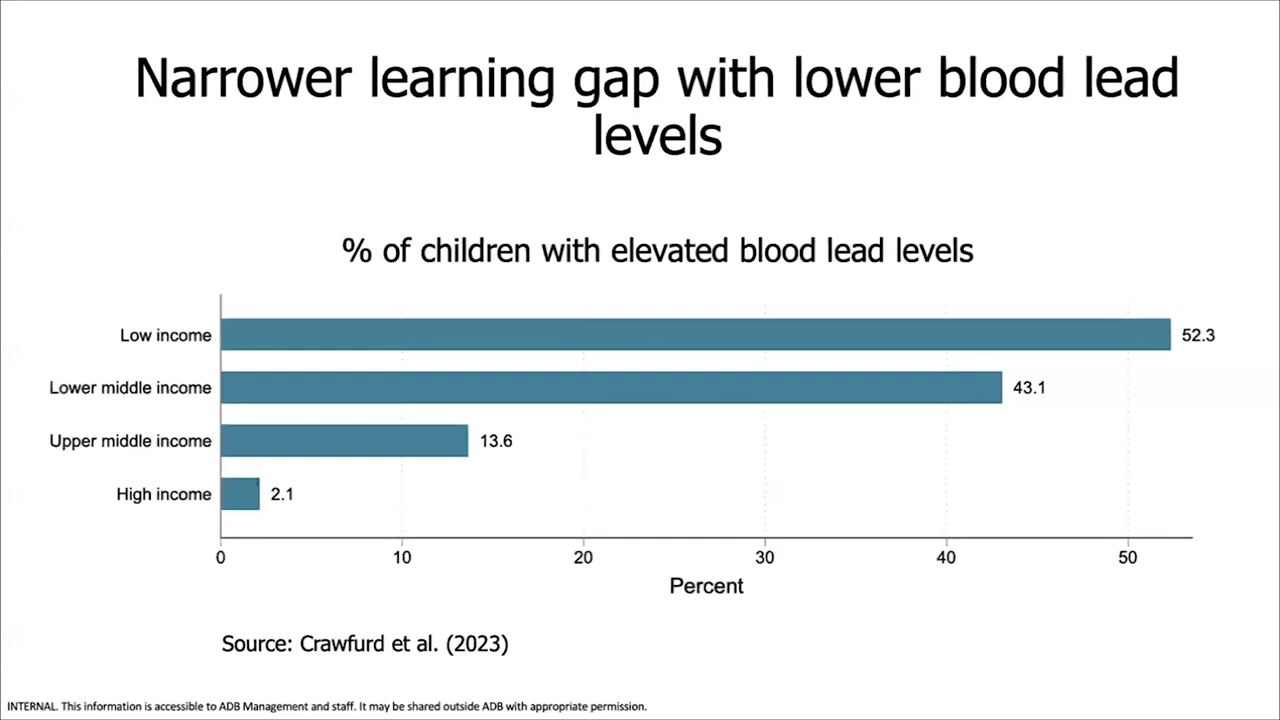 Narrower learning gap with lower blood lead
levels
% of children with elevated blood lead levels
Low income 52.3
Lower middle income 43.1
Upper middle income 13.6
High income 2.1
0 10 20 30 40 50
Percent
Source: Crawfurd et al. (2023)
INTERNAL. This information is accessible to ADB Management and staff. It may be shared outside ADB with appropriate permission.